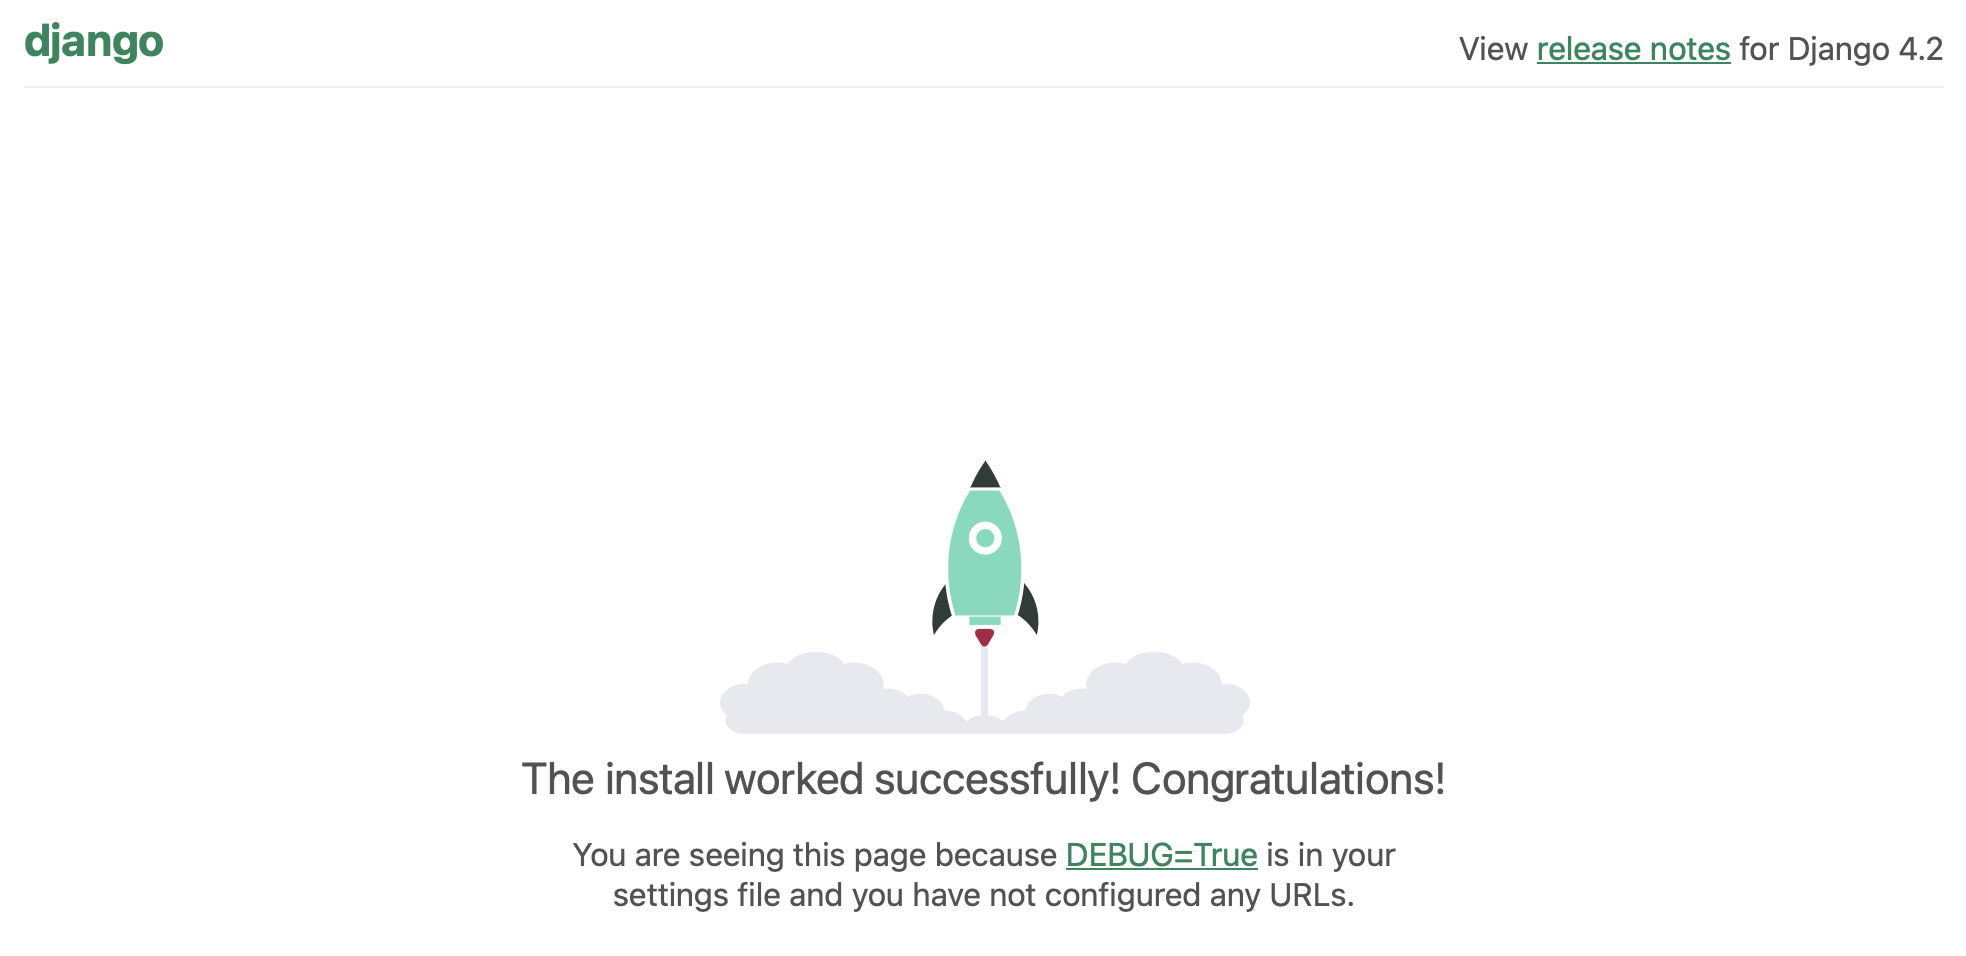 django
View release notes for Django 4.2
The install worked successfully! Congratulations!
You are seeing this page because DEBUG=True is in your
settings file and you have not configured any URLs.